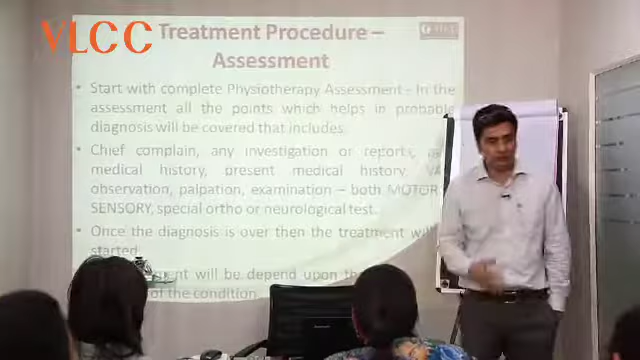 VLCC
Treatment Procedure –
Assessment
• Start with complete Physiotherapy Assessment - In the
assessment all the points which helps in probable
diagnosis will be covered that includes:
• Chief complain, any investigation or reports,
medical history, present medical history,
observation, palpation, examination – both MOTOR
SENSORY, special ortho or neurological test.
• Once the diagnosis is over then the treatment will
started
will be depend upon the
of the condition.